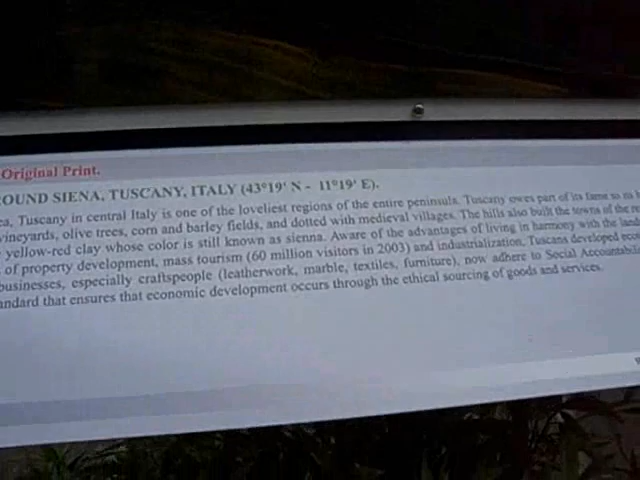 Original Print.
OUND SIENA, TUSCANY, ITALY (43°19' N - 11°19' E).
Tuscany in central Italy is one of the loveliest regions of the entire peninsula. Tuscany owes part of its fame to its
vineyards, olive trees, corn and barley fields, and dotted with medieval villages. The hills also built the towns of the
yellow-red clay whose color is still known as sienna. Aware of the advantages of living in harmony with the
of property development, mass tourism (60 million visitors in 2003) and industrialization, Tuscans developed
businesses, especially craftspeople (leatherwork, marble, textiles, furniture), now adhere to Social
andard that ensures that economic development occurs through the ethical sourcing of goods and services.